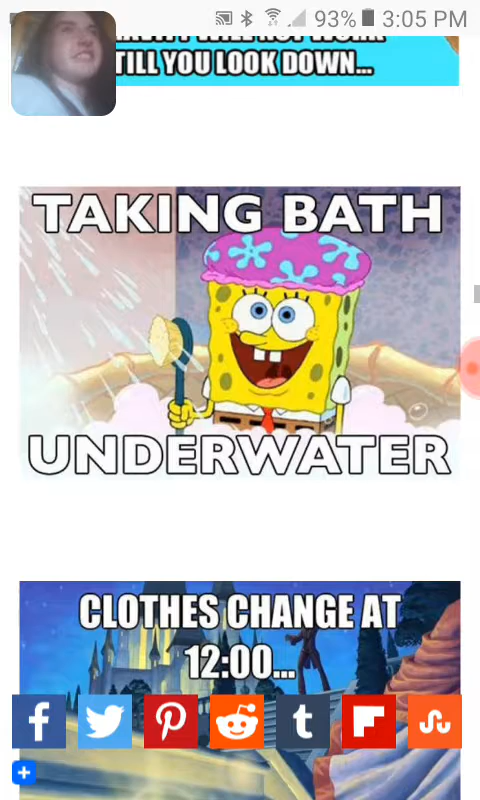 93% 3:05 PM
TILL YOU LOOK DOWN...
TAKING BATH
UNDERWATER
CLOTHES CHANGE AT
12:00...